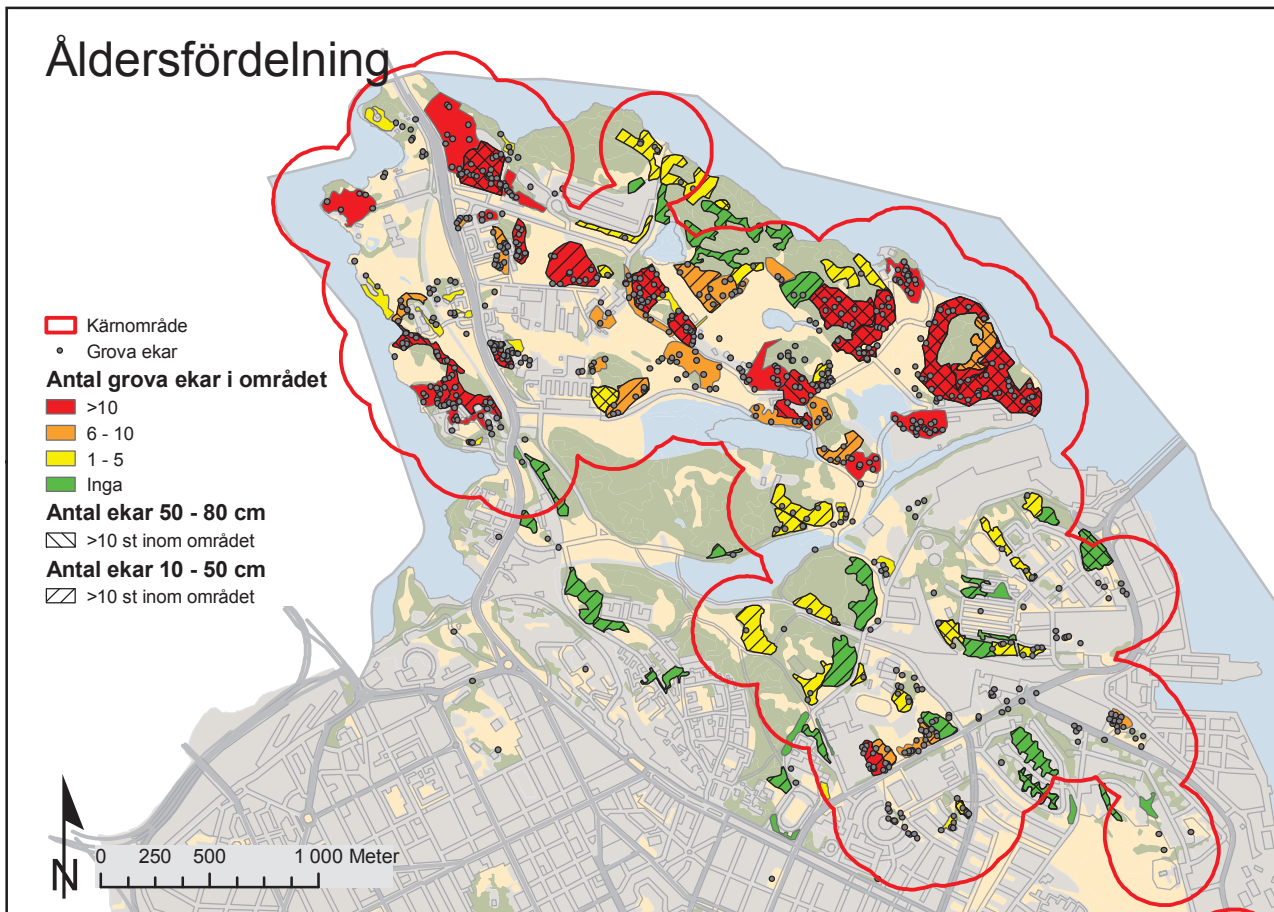 Åldersfördelning
Kärnområde
Grova ekar
Antal grova ekar i området
>10
6 - 10
1 - 5
Inga
Antal ekar 50 - 80 cm
>10 st inom området
Antal ekar 10 - 50 cm
>10 st inom området
N
0 250 500 1 000 Meter